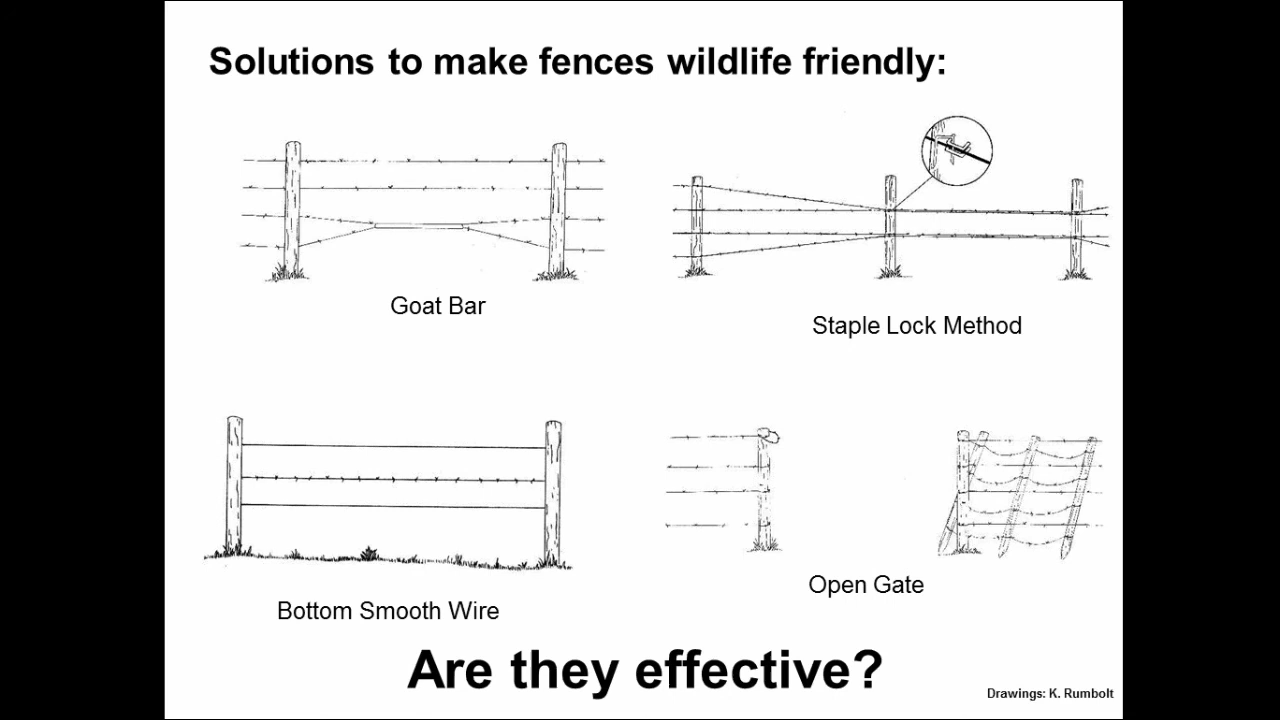 Solutions to make fences wildlife friendly:
Goat Bar
Staple Lock Method
Bottom Smooth Wire
Open Gate
Are they effective?
Drawings: K. Rumbolt